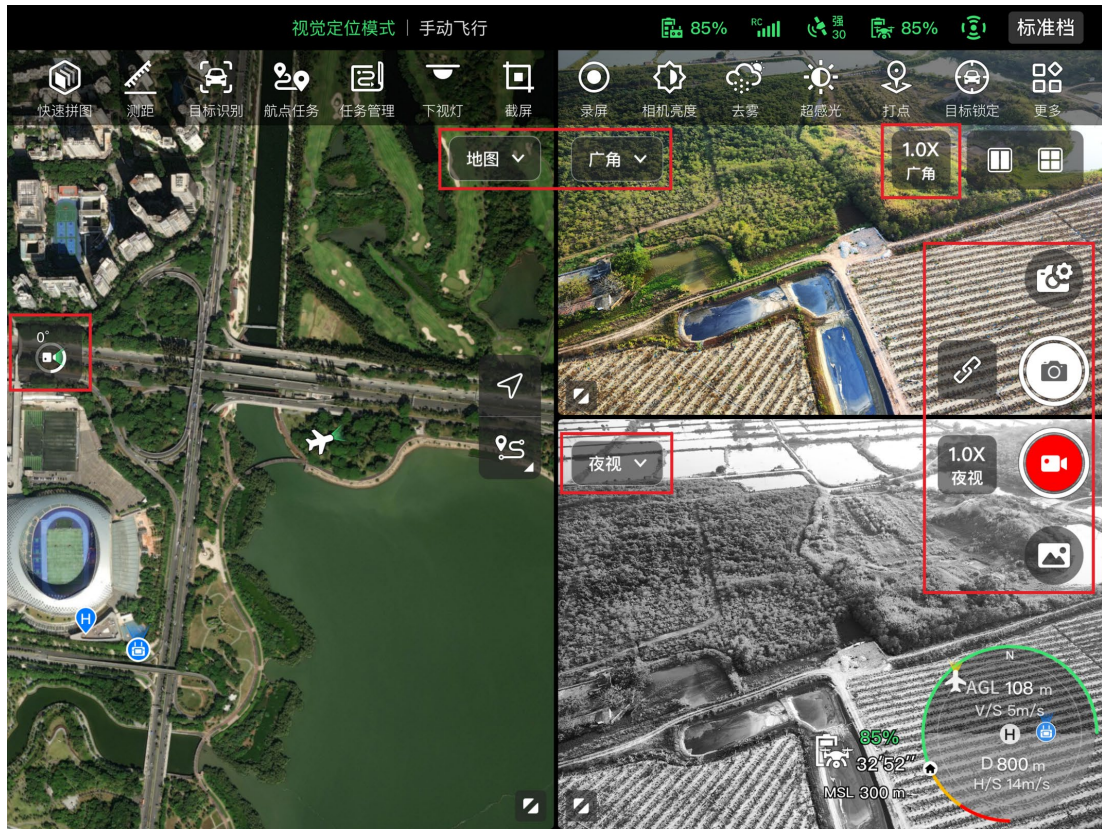 视觉定位模式 | 手动飞行
85%
RC
强
30
85%
标准档
快速拼图
测距
目标识别
航点任务
任务管理
下视灯
截屏
录屏
相机亮度
去雾
超感光
打点
目标锁定
更多
地图
广角
1.0X
广角
0°
夜视
1.0X
夜视
H
N
AGL 108 m
V/S 5m/s
H
D 800 m
H/S 14m/s
85%
32'52"
MSL 300 m